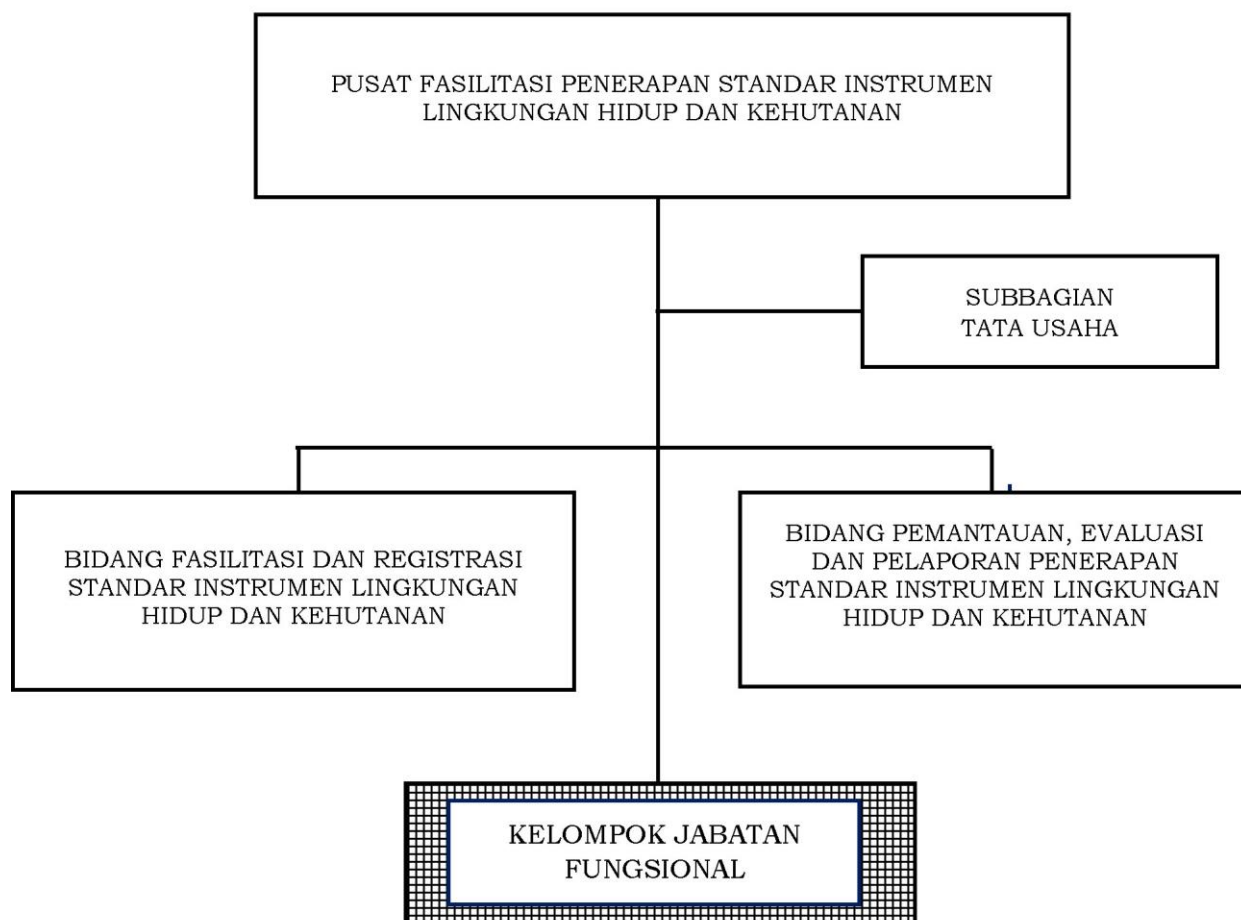 PUSAT FASILITASI PENERAPAN STANDAR INSTRUMEN
LINGKUNGAN HIDUP DAN KEHUTANAN
SUBBAGIAN
TATA USAHA
BIDANG FASILITASI DAN REGISTRASI
STANDAR INSTRUMEN LINGKUNGAN
HIDUP DAN KEHUTANAN
BIDANG PEMANTAUAN, EVALUASI
DAN PELAPORAN PENERAPAN
STANDAR INSTRUMEN LINGKUNGAN
HIDUP DAN KEHUTANAN
KELOMPOK JABATAN
FUNGSIONAL